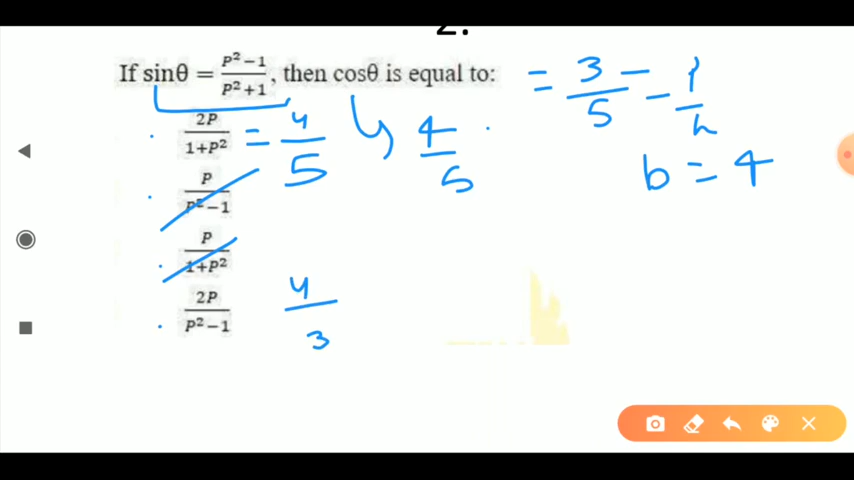 2.
If sinθ = (P² − 1)/(P² + 1), then cosθ is equal to: = 3/5 − P/h
2P/(1+P²) = 4/5 4/5 b = 4
P/(P² − 1)
P/(1+P²)
2P/(P² − 1) 4/3